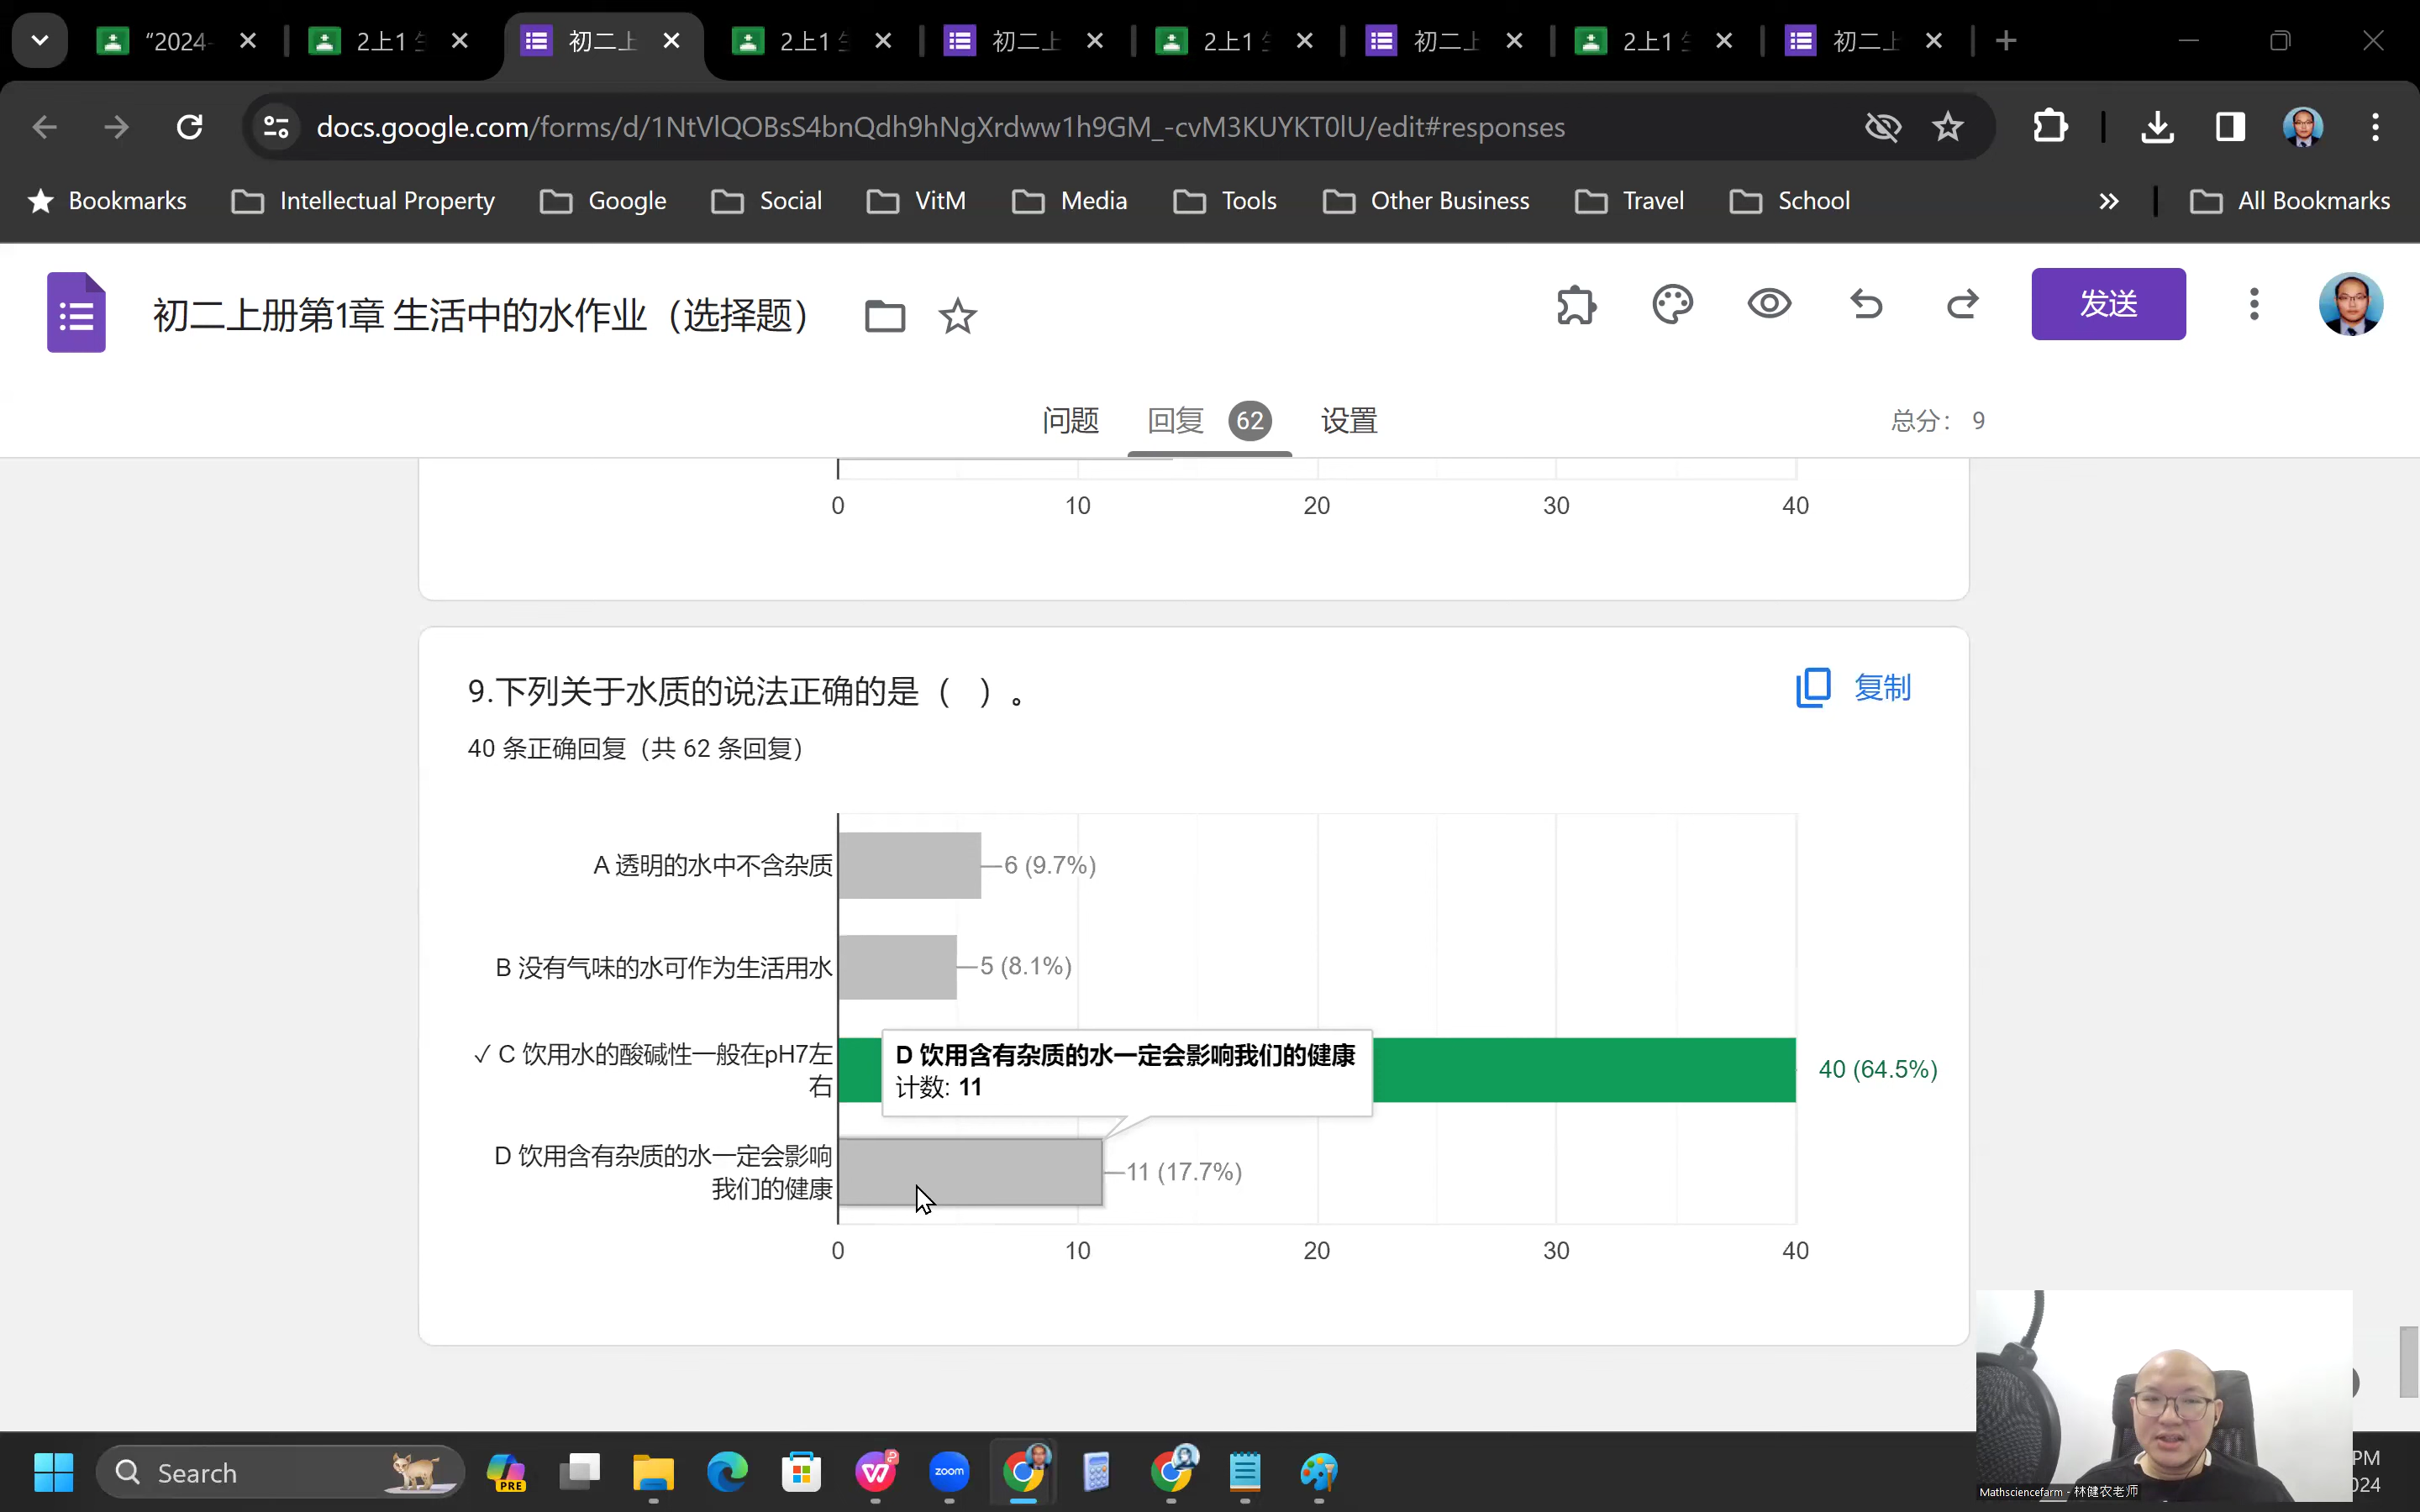 “2024-
2上1
初二上
2上1
初二上
2上1
初二上
2上1
初二上
docs.google.com/forms/d/1NtVlQOBsS4bnQdh9hNgXrdww1h9GM_-cvM3KUYKT0lU/edit#responses
Bookmarks
Intellectual Property
Google
Social
VitM
Media
Tools
Other Business
Travel
School
All Bookmarks
初二上册第1章 生活中的水作业（选择题）
发送
问题
回复 62
设置
总分： 9
0 10 20 30 40
9.下列关于水质的说法正确的是（ ）。
复制
40 条正确回复（共 62 条回复）
A 透明的水中不含杂质
6 (9.7%)
B 没有气味的水可作为生活用水
5 (8.1%)
✓ C 饮用水的酸碱性一般在pH7左
右
D 饮用含有杂质的水一定会影响我们的健康
计数: 11
40 (64.5%)
D 饮用含有杂质的水一定会影响
我们的健康
11 (17.7%)
0 10 20 30 40
Search
PRE
zoom
PM
024
Mathsciencefarm - 林健农老师